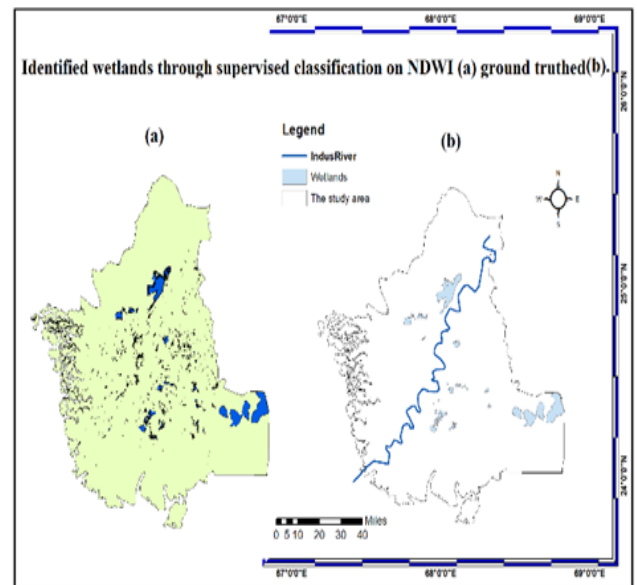 67°0'0"E 68°0'0"E 69°0'0"E
Identified wetlands through supervised classification on NDWI (a) ground truthed(b).
(a)
(b)
Legend
IndusRiver
Wetlands
The study area
N
W E
S
26°0'0"N
25°0'0"N
24°0'0"N
Miles
0 5 10 20 30 40
67°0'0"E 68°0'0"E 69°0'0"E